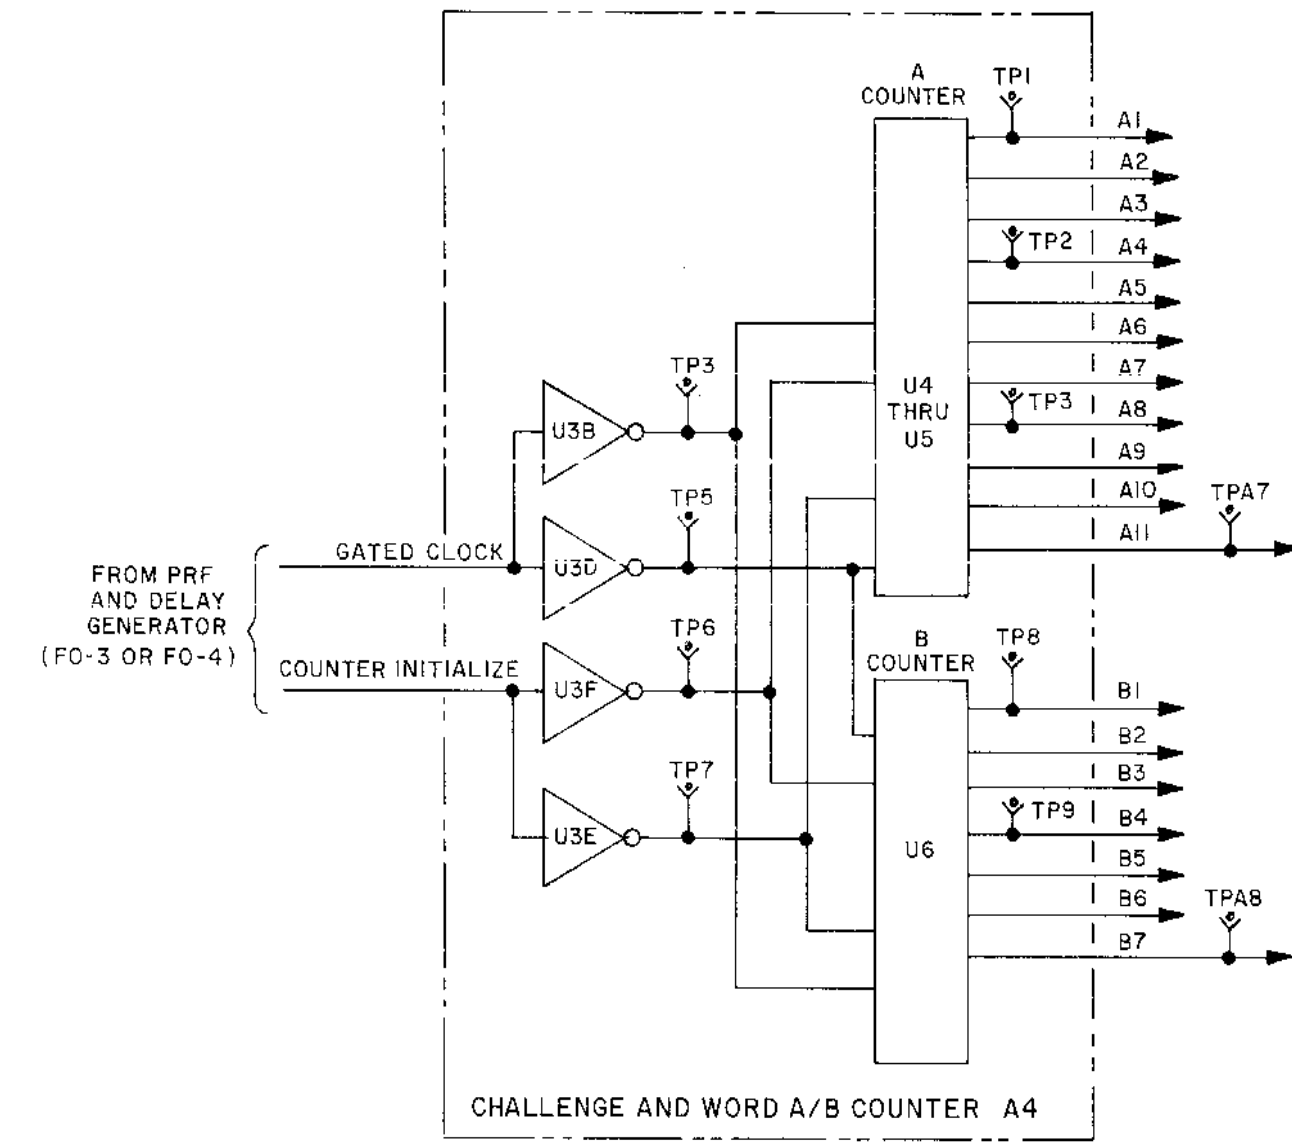 A
COUNTER
TP1
A1
A2
A3
TP2
A4
A5
A6
A7
TP3
A8
A9
A10
A11
TPA7
U4
THRU
U5
TP3
U3B
TP5
GATED CLOCK
U3D
FROM PRF
AND DELAY
GENERATOR
(FO-3 OR FO-4)
TP6
COUNTER INITIALIZE
U3F
TP7
U3E
B
COUNTER
TP8
B1
B2
B3
TP9
B4
U6
B5
B6
TPA8
B7
CHALLENGE AND WORD A/B COUNTER A4